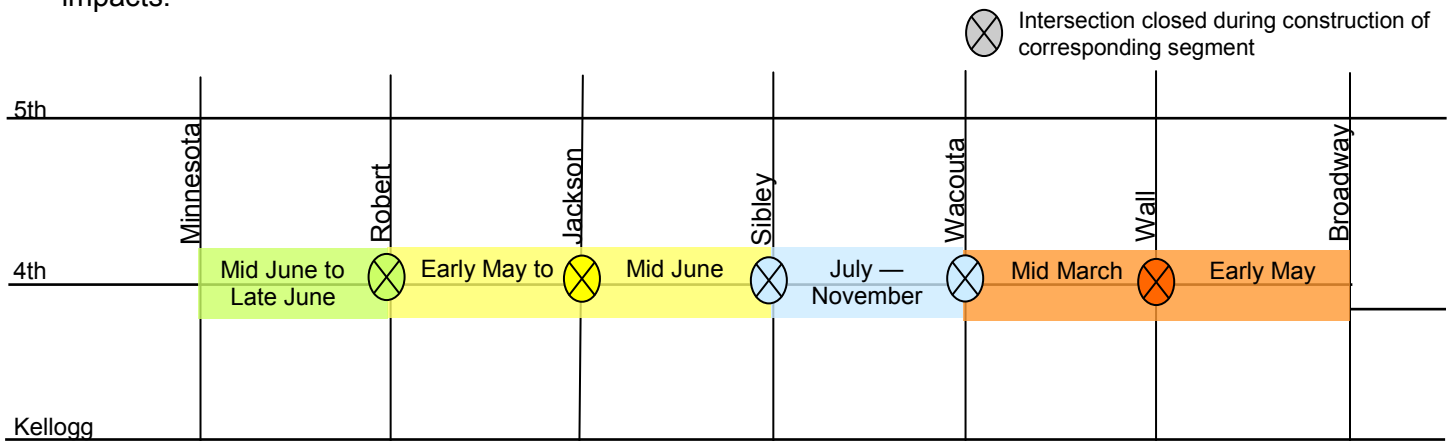 impacts.
Intersection closed during construction of
corresponding segment
5th
Minnesota
Robert
Jackson
Sibley
Wacouta
Wall
Broadway
4th
Mid June to
Late June
Early May to
Mid June
July —
November
Mid March
Early May
Kellogg